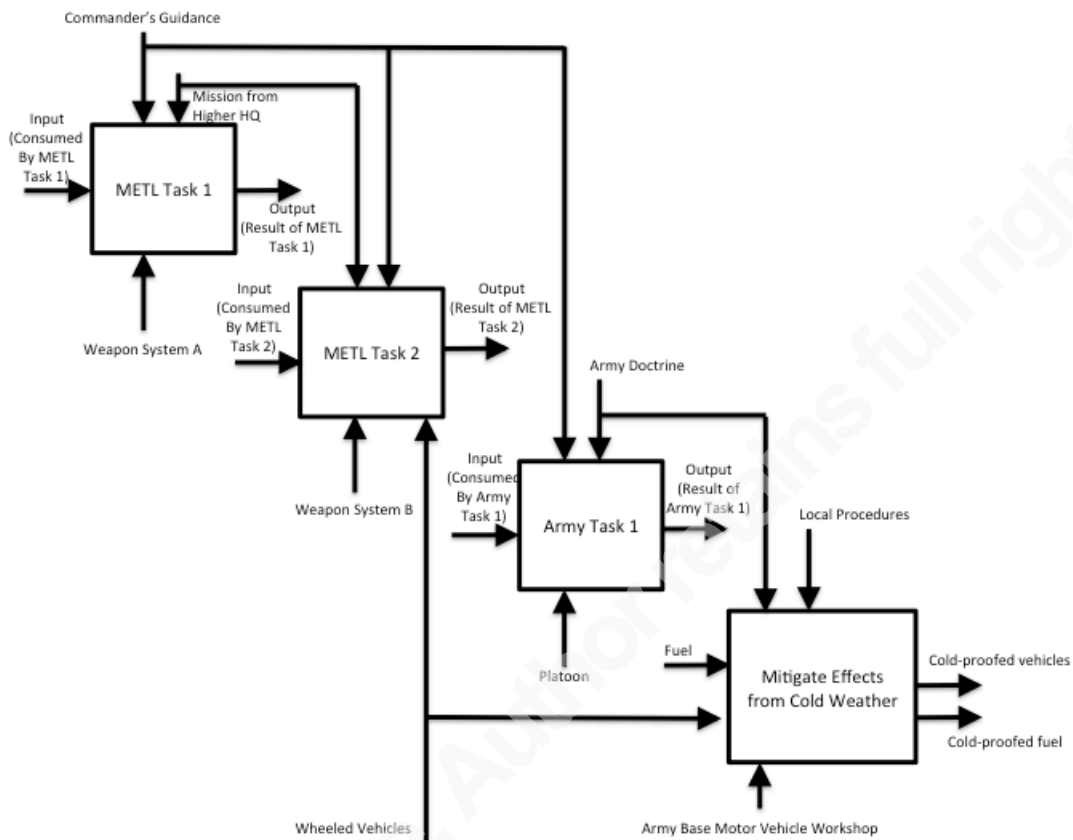 Commander's Guidance
Mission from
Higher HQ
Input
(Consumed
By METL
Task 1)
METL Task 1
Output
(Result of METL
Task 1)
Weapon System A
Input
(Consumed
By METL
Task 2)
METL Task 2
Output
(Result of METL
Task 2)
Weapon System B
Army Doctrine
Input
(Consumed
By Army
Task 1)
Army Task 1
Output
(Result of
Army Task 1)
Platoon
Local Procedures
Fuel
Mitigate Effects
from Cold Weather
Cold-proofed vehicles
Cold-proofed fuel
Wheeled Vehicles
Army Base Motor Vehicle Workshop
Author retains full right